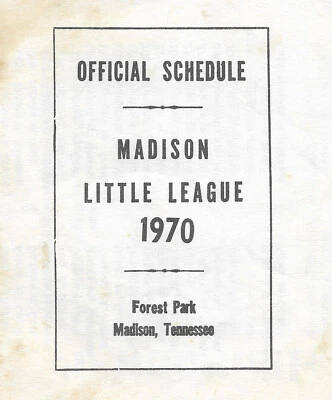 OFFICIAL SCHEDULE
MADISON
LITTLE LEAGUE
1970
Forest Park
Madison, Tennessee